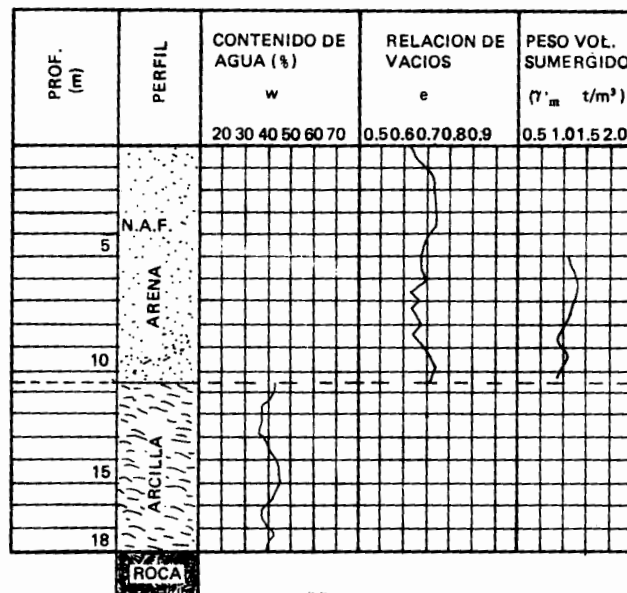 PROF.
(m)
PERFIL
CONTENIDO DE
AGUA (%)
w
20 30 40 50 60 70
RELACION DE
VACIOS
e
0.5 0.6 0.7 0.8 0.9
PESO VOL.
SUMERGIDO
(γ'm t/m³)
0.5 1.0 1.5 2.0
N.A.F.
5
ARENA
10
ARCILLA
15
18
ROCA